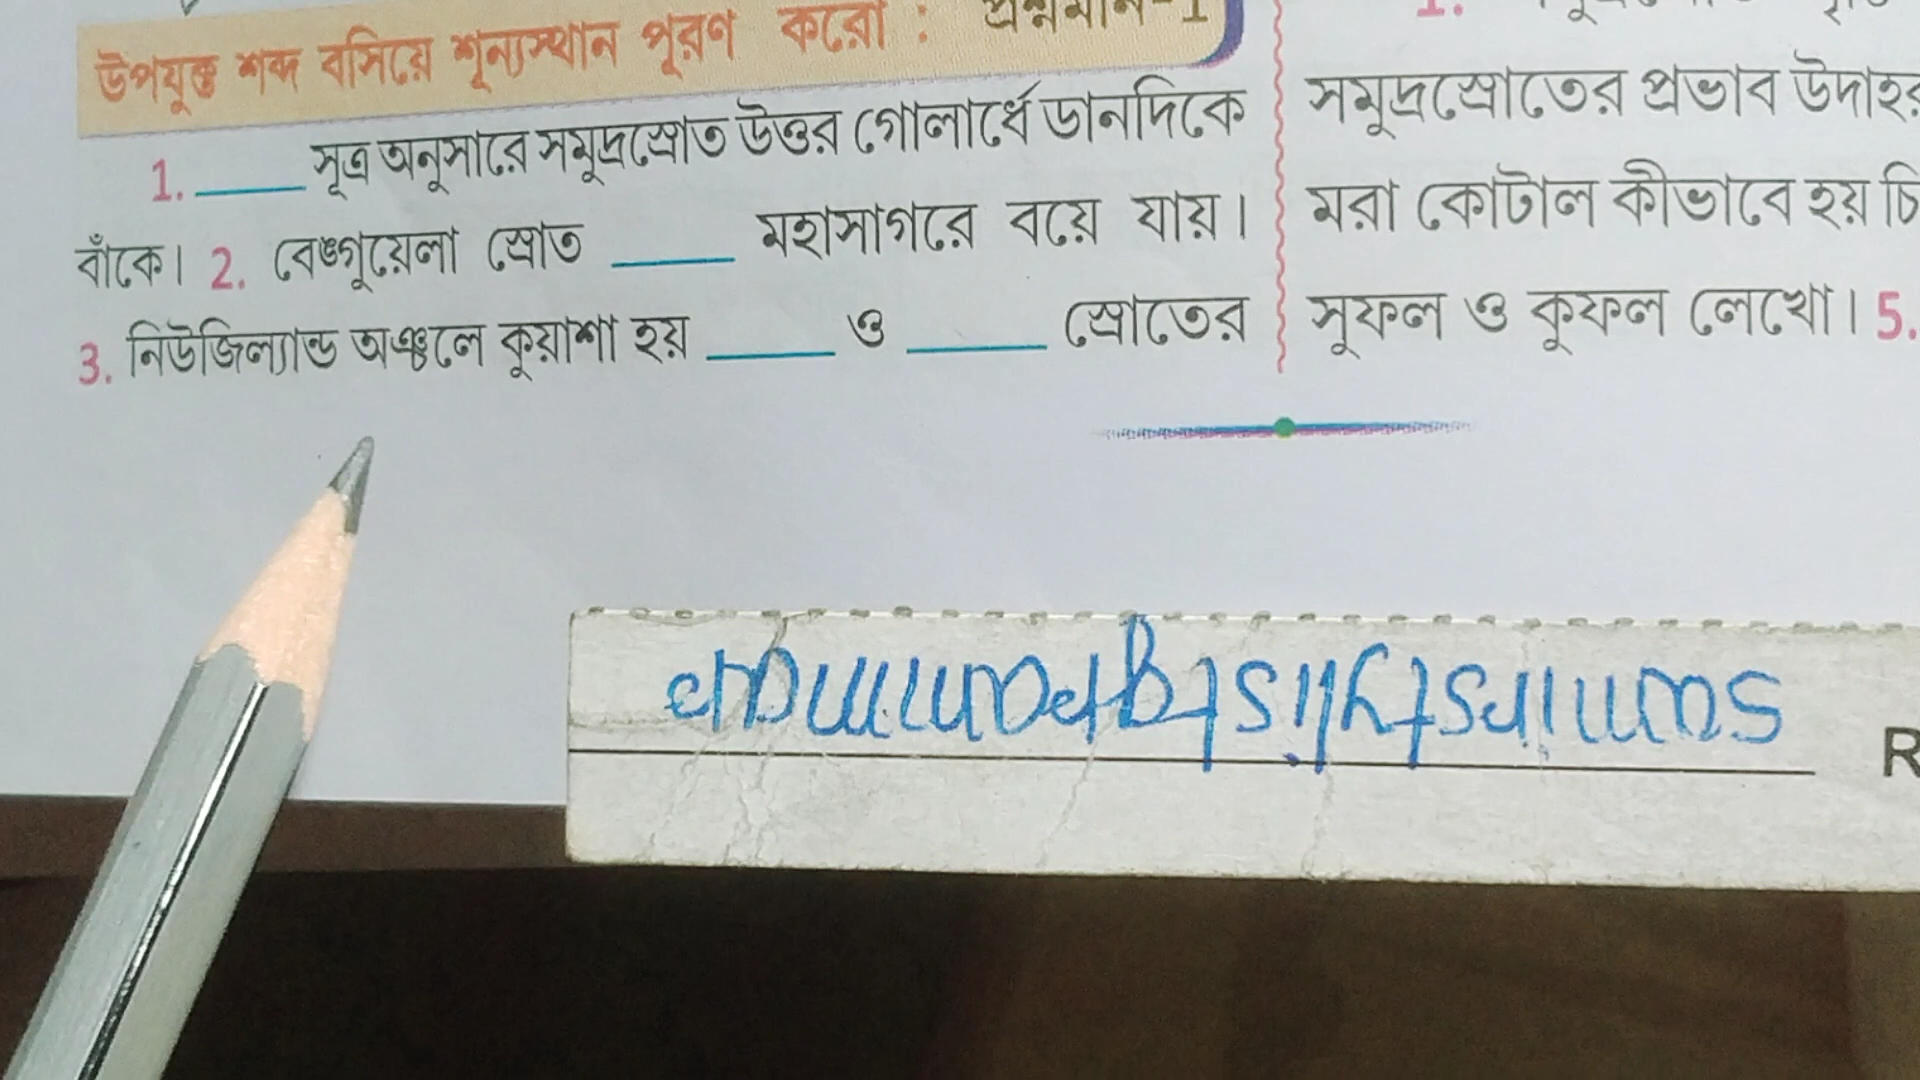 উপযুক্ত শব্দ বসিয়ে শূন্যস্থান পূরণ করো : প্রশ্নমান-1
1. ____ সূত্র অনুসারে সমুদ্রস্রোত উত্তর গোলার্ধে ডানদিকে
বাঁকে। 2. বেঙ্গুয়েলা স্রোত ____ মহাসাগরে বয়ে যায়।
3. নিউজিল্যান্ড অঞ্চলে কুয়াশা হয় ____ ও ____ স্রোতের
1.
সমুদ্রস্রোতের প্রভাব
মরা কোটাল কীভাবে হয়
সুফল ও কুফল লেখো। 5.
R